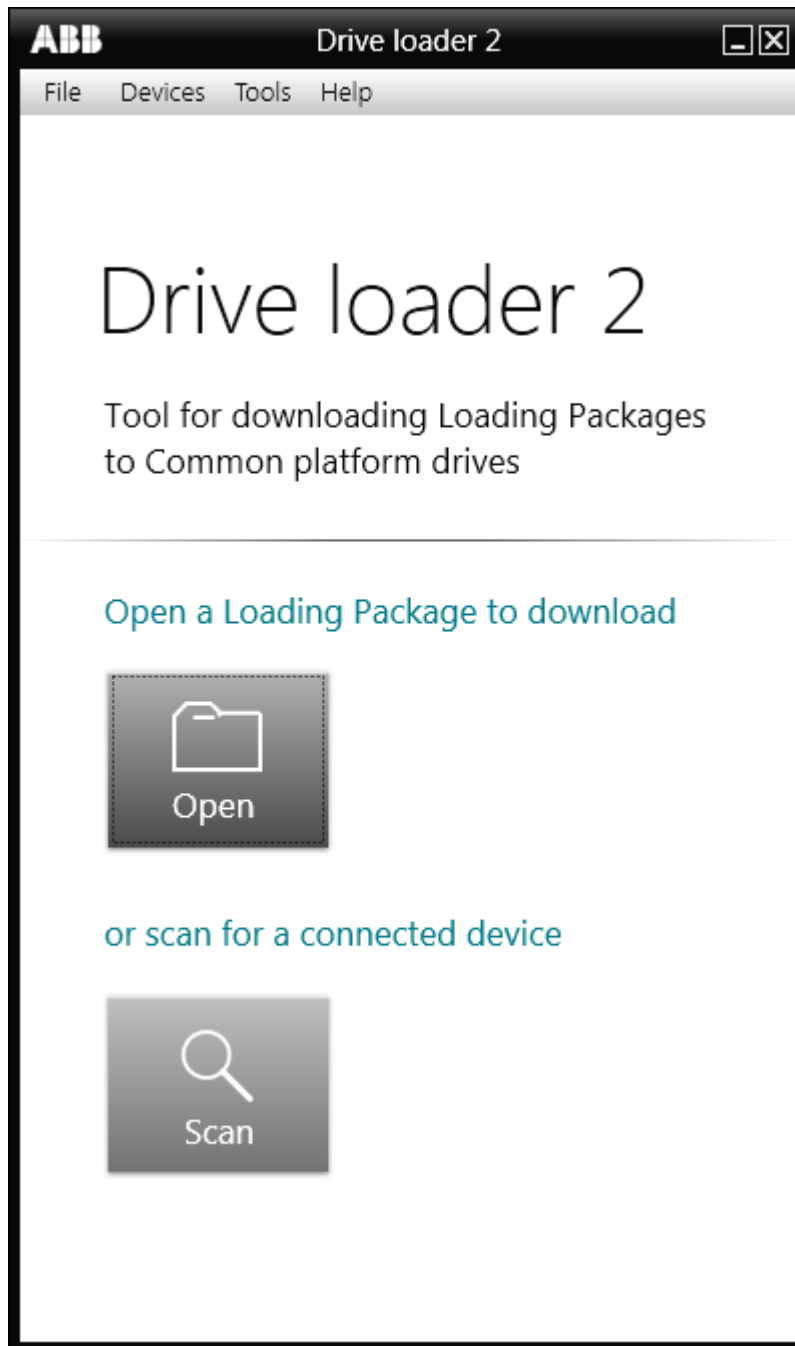 ABB Drive loader 2
File Devices Tools Help
Drive loader 2
Tool for downloading Loading Packages
to Common platform drives
Open a Loading Package to download
Open
or scan for a connected device
Scan